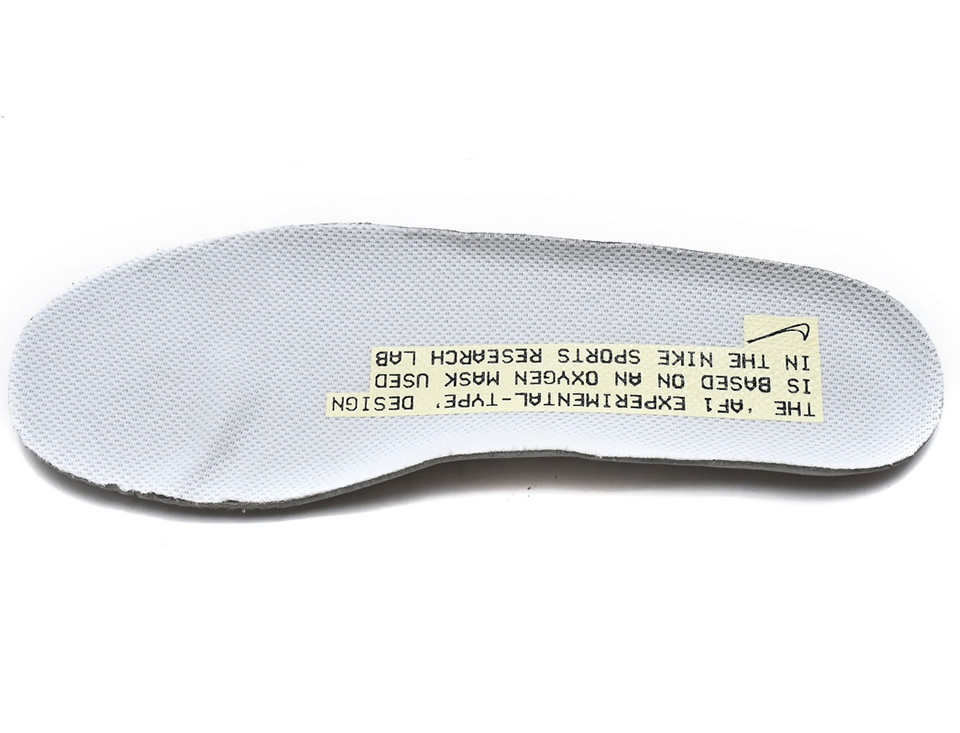 THE 'AF1 EXPERIMENTAL-TYPE' DESIGN
IS BASED ON AN OXYGEN MASK USED
IN THE NIKE SPORTS RESEARCH LAB